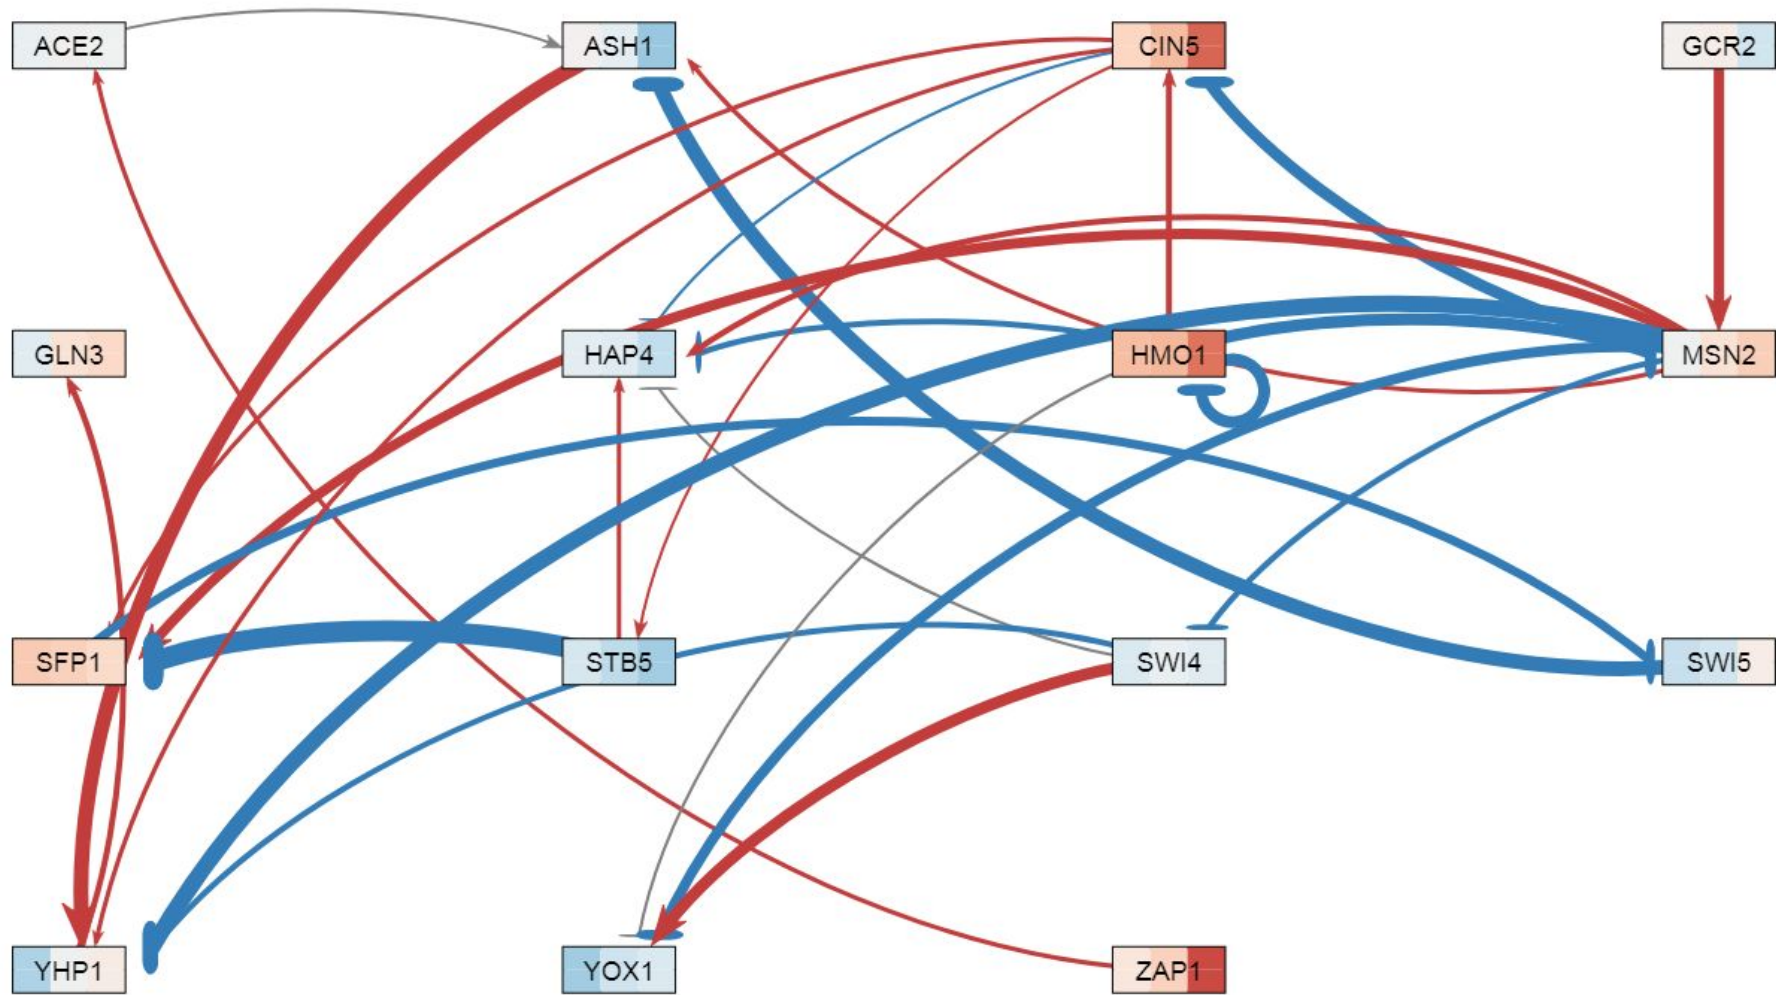 ACE2 ASH1 CIN5 GCR2
GLN3 HAP4 HMO1 MSN2
SFP1 STB5 SWI4 SWI5
YHP1 YOX1 ZAP1